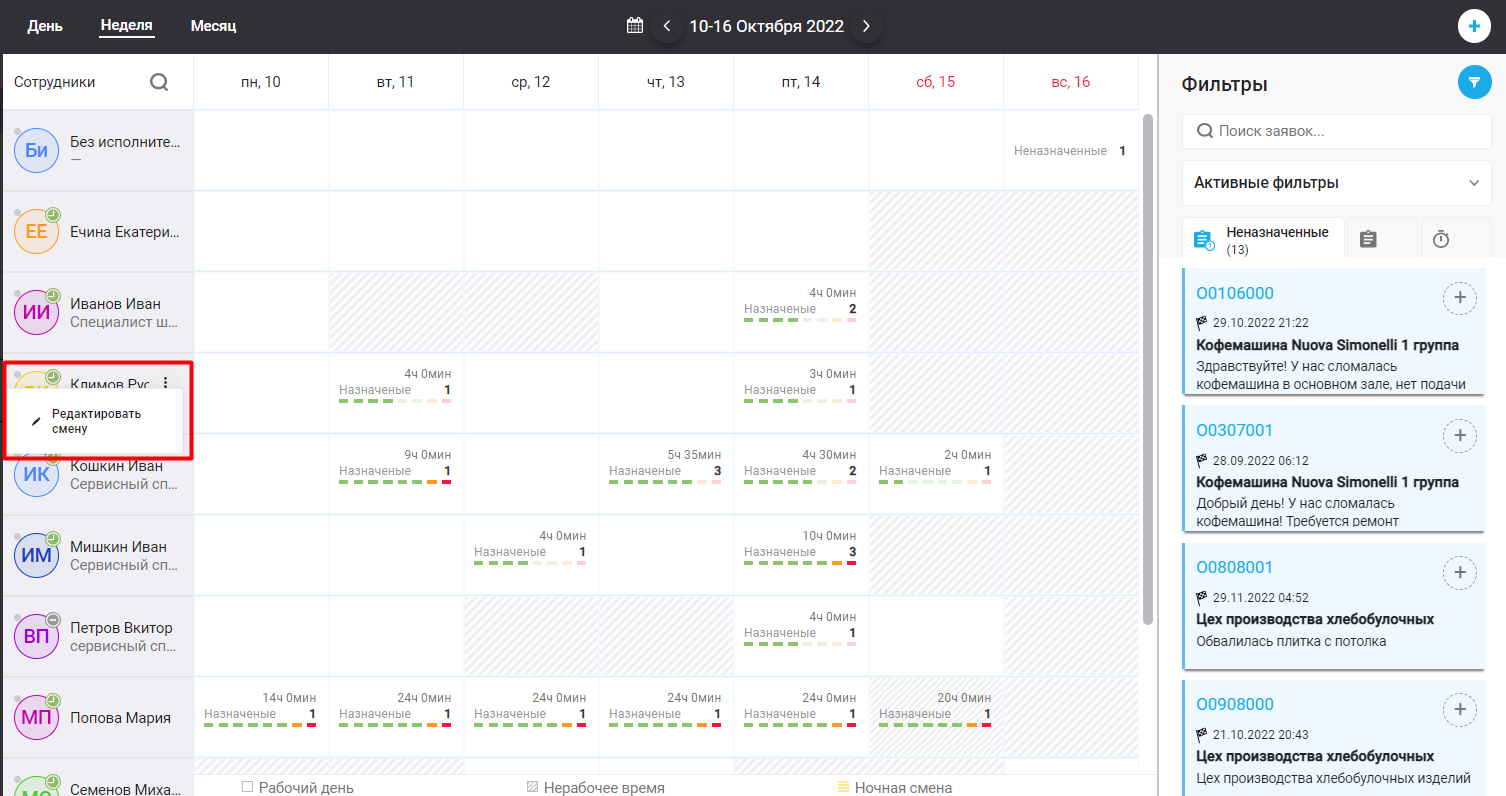 День
Неделя
Месяц
10-16 Октября 2022
Сотрудники
пн, 10
вт, 11
ср, 12
чт, 13
пт, 14
сб, 15
вс, 16
Би
Без исполните...
—
Неназначенные 1
ЕЕ
Ечина Екатери...
ИИ
Иванов Иван
Специалист ш...
4ч 0мин
Назначеные 2
Климов Рус
Редактировать
смену
4ч 0мин
Назначеные 1
3ч 0мин
Назначеные 1
ИК
Кошкин Иван
Сервисный сп...
9ч 0мин
Назначеные 1
5ч 35мин
Назначеные 3
4ч 30мин
Назначеные 2
2ч 0мин
Назначеные 1
ИМ
Мишкин Иван
Сервисный сп...
4ч 0мин
Назначеные 1
10ч 0мин
Назначеные 3
ВП
Петров Вкитор
сервисный сп...
4ч 0мин
Назначеные 1
МП
Попова Мария
14ч 0мин
Назначеные 1
24ч 0мин
Назначеные 1
24ч 0мин
Назначеные 1
24ч 0мин
Назначеные 1
24ч 0мин
Назначеные 1
20ч 0мин
Назначеные 1
Семенов Миха...
Рабочий день
Нерабочее время
Ночная смена
Фильтры
Поиск заявок...
Активные фильтры
Неназначенные
(13)
O0106000
29.10.2022 21:22
Кофемашина Nuova Simonelli 1 группа
Здравствуйте! У нас сломалась
кофемашина в основном зале, нет подачи
O0307001
28.09.2022 06:12
Кофемашина Nuova Simonelli 1 группа
Добрый день! У нас сломалась
кофемашина! Требуется ремонт
O0808001
29.11.2022 04:52
Цех производства хлебобулочных
Обвалилась плитка с потолка
O0908000
21.10.2022 20:43
Цех производства хлебобулочных
Цех производства хлебобулочных изделий